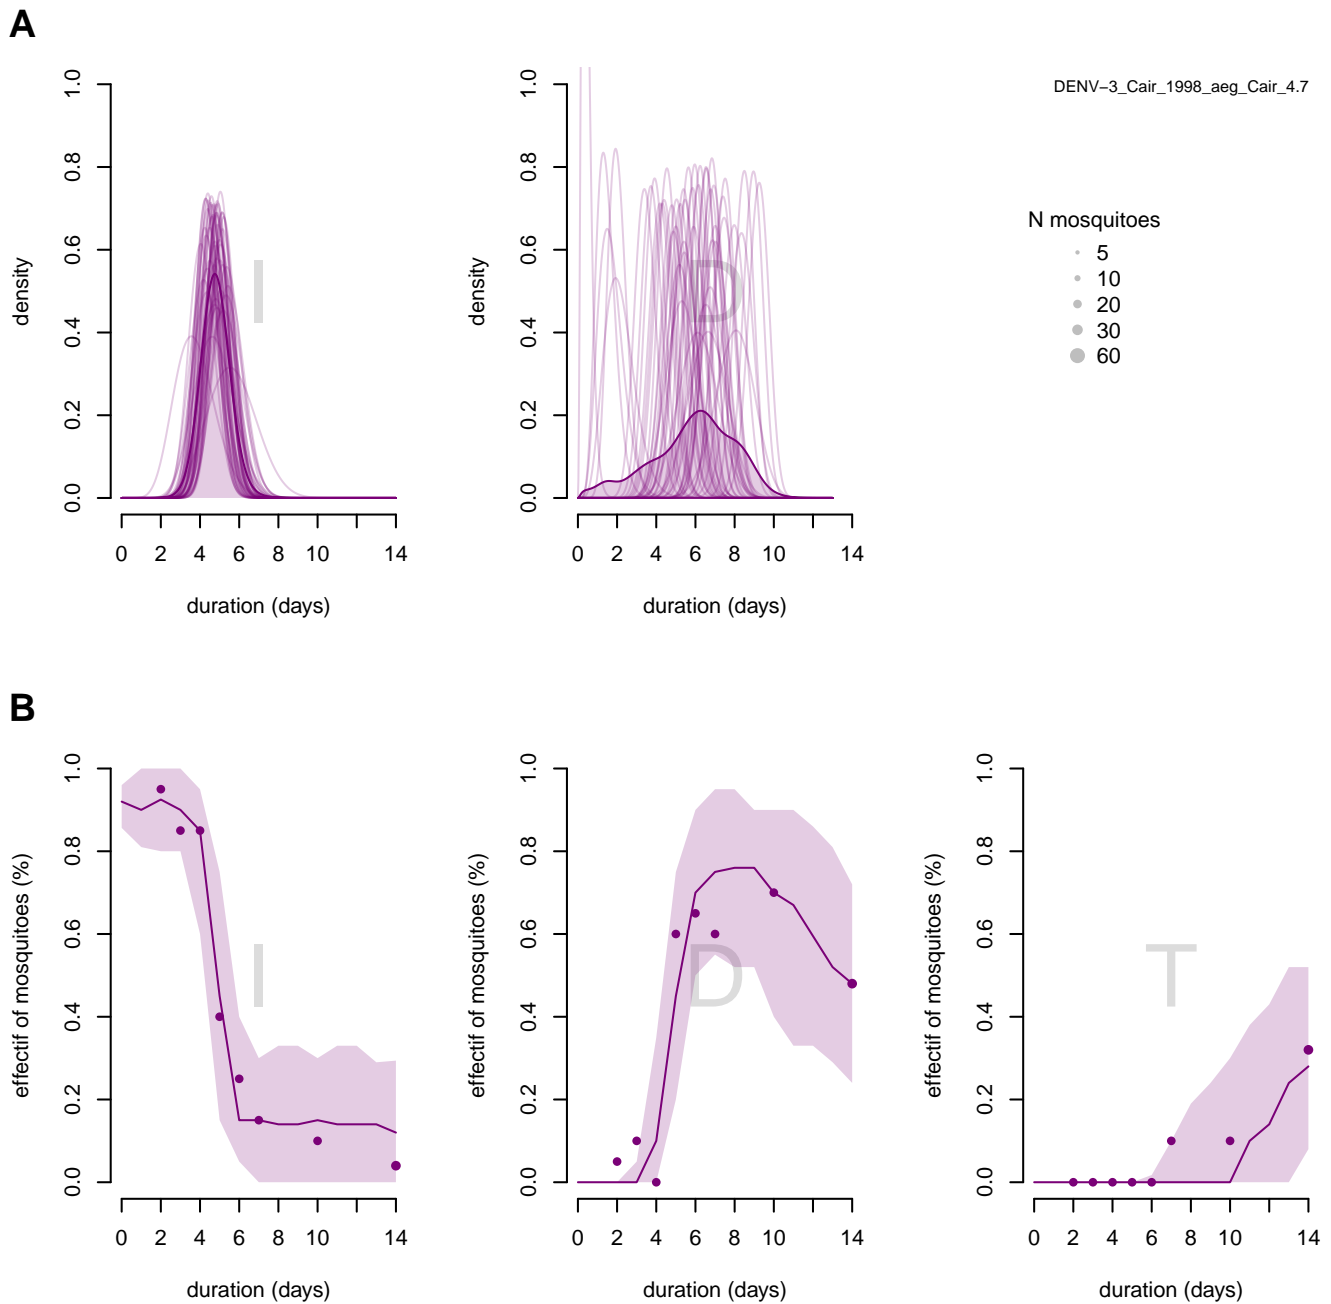 A
DENV−3_Cair_1998_aeg_Cair_4.7
density
0.0 0.2 0.4 0.6 0.8 1.0
I
0 2 4 6 8 10 14
duration (days)
density
0.0 0.2 0.4 0.6 0.8 1.0
D
0 2 4 6 8 10 14
duration (days)
N mosquitoes
5
10
20
30
60
B
effectif of mosquitoes (%)
0.0 0.2 0.4 0.6 0.8 1.0
I
0 2 4 6 8 10 14
duration (days)
effectif of mosquitoes (%)
0.0 0.2 0.4 0.6 0.8 1.0
D
0 2 4 6 8 10 14
duration (days)
effectif of mosquitoes (%)
0.0 0.2 0.4 0.6 0.8 1.0
T
0 2 4 6 8 10 14
duration (days)